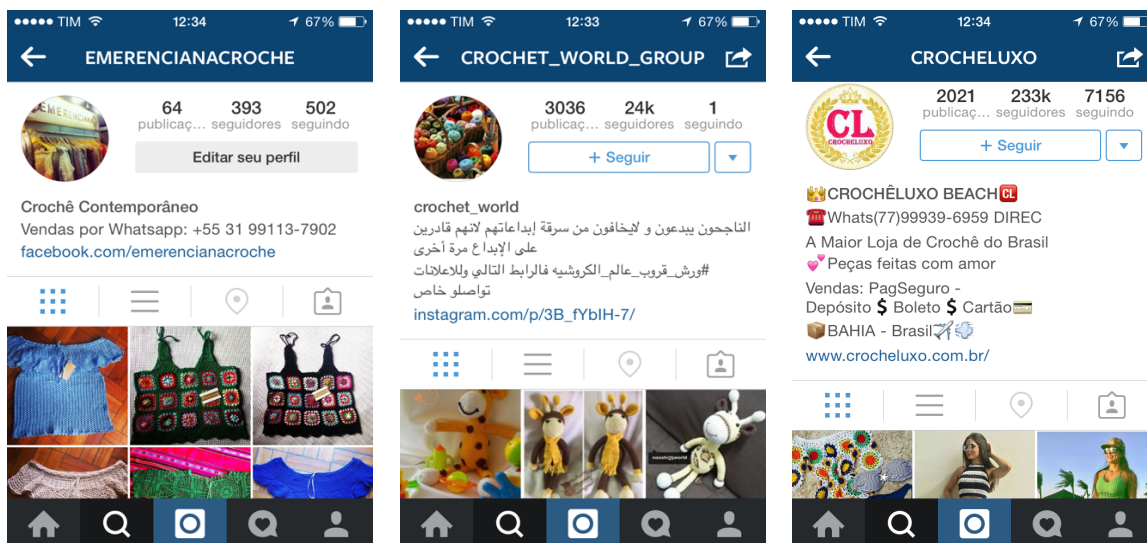 TIM 12:34 67%
EMERENCIANACROCHE
EMERENCIANA
64 393 502
publicaç... seguidores seguindo
Editar seu perfil
Crochê Contemporâneo
Vendas por Whatsapp: +55 31 99113-7902
facebook.com/emerencianacroche
TIM 12:33 67%
CROCHET_WORLD_GROUP
3036 24k 1
publicaç... seguidores seguindo
+ Seguir
crochet_world
الناجحون يبدعون و لايخافون من سرقة إبداعاتهم لانهم قادرين
على الإبداع مرة أخرى
#ورش_قروب_عالم_الكروشيه فالرابط التالي وللاعلانات
تواصلو خاص
instagram.com/p/3B_fYbIH-7/
TIM 12:34 67%
CROCHELUXO
CL
CROCHELUXO
2021 233k 7156
publicaç... seguidores seguindo
+ Seguir
👑CROCHÊLUXO BEACH🆑
☎️Whats(77)99939-6959 DIREC
A Maior Loja de Crochê do Brasil
💕Peças feitas com amor
Vendas: PagSeguro -
Depósito💲Boleto💲Cartão💳
📦BAHIA - Brasil✈️💨
www.crocheluxo.com.br/